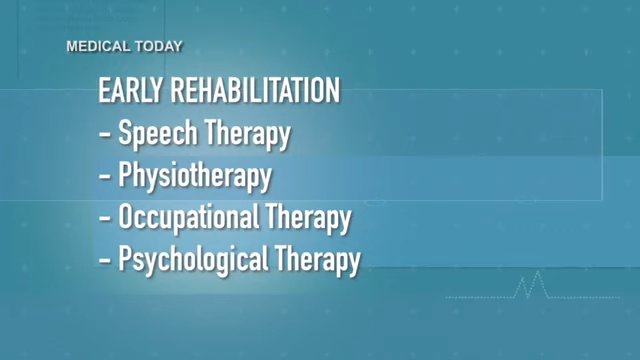 MEDICAL TODAY
EARLY REHABILITATION
- Speech Therapy
- Physiotherapy
- Occupational Therapy
- Psychological Therapy